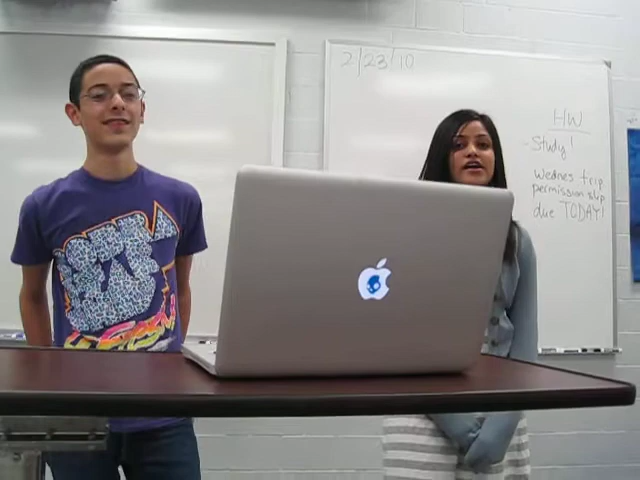 2/23/10
HW
- Study!
Wednes trip
permission slip
due TODAY!